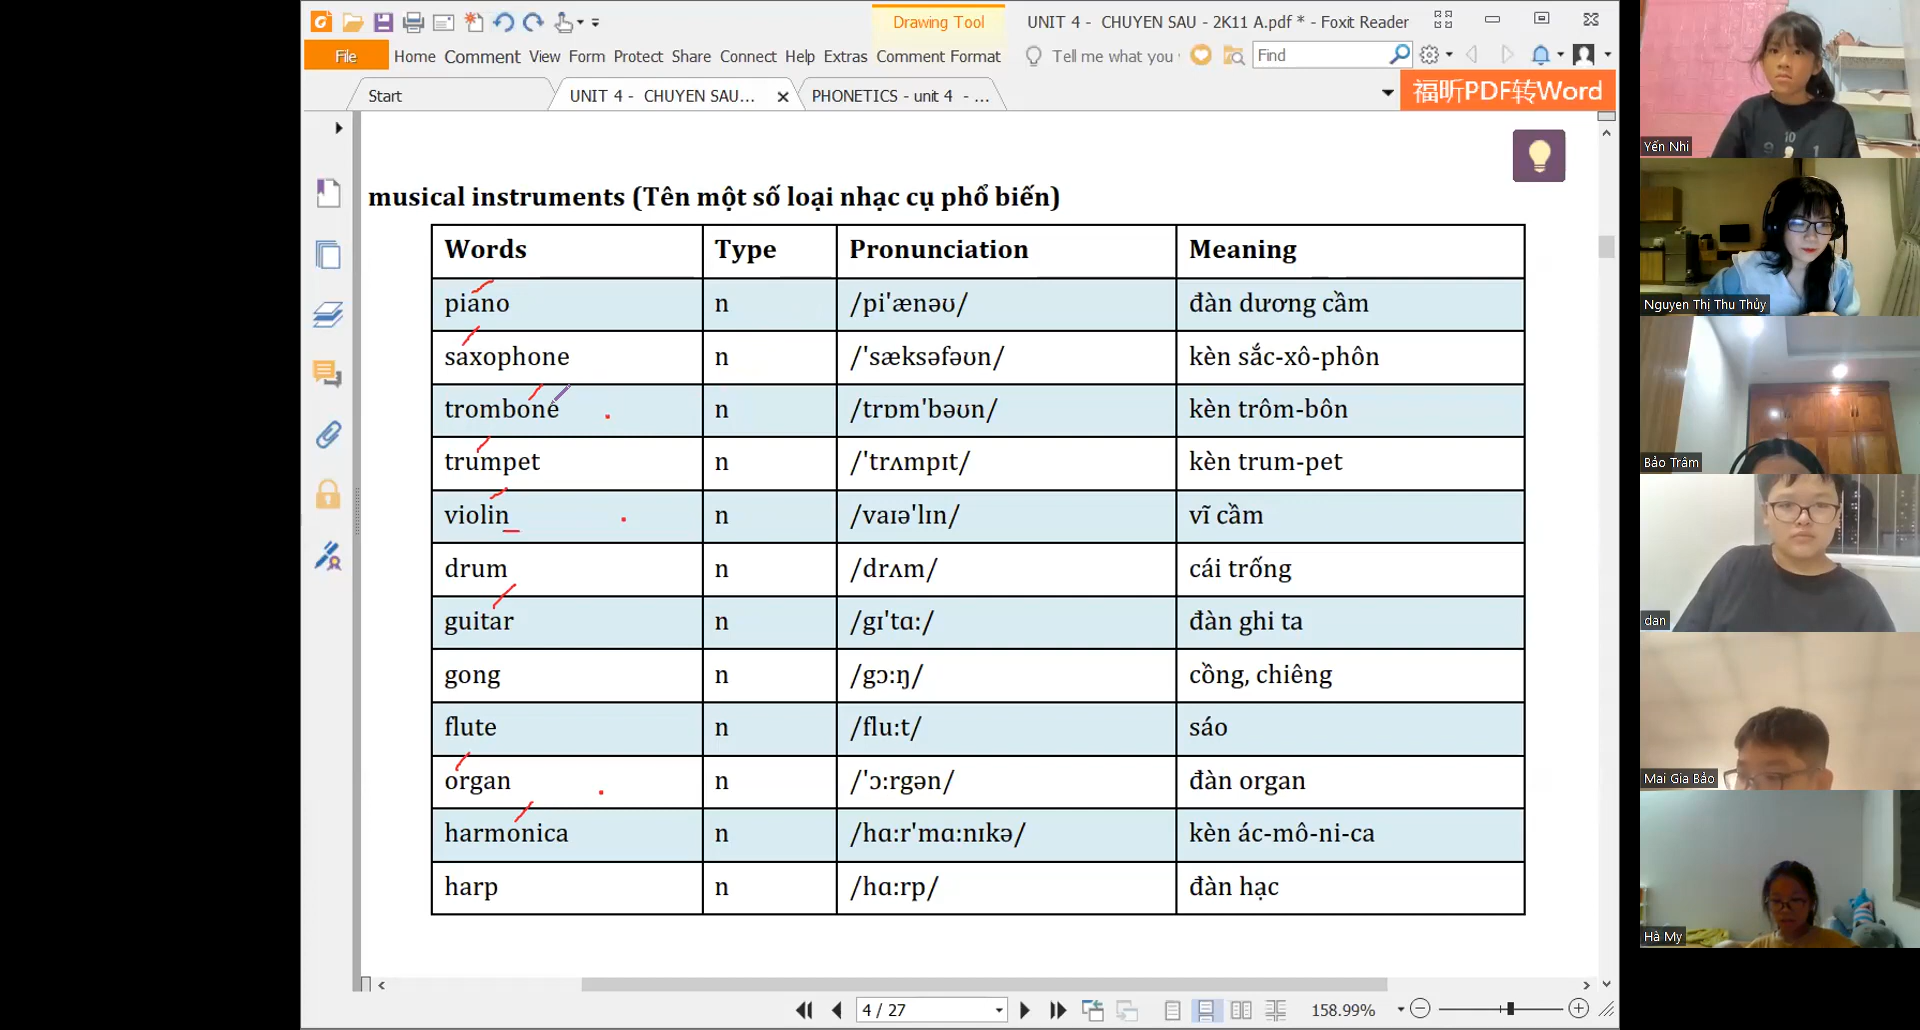 Drawing Tool
UNIT 4 - CHUYEN SAU - 2K11 A.pdf * - Foxit Reader
File Home Comment View Form Protect Share Connect Help Extras Comment Format
Tell me what you
Find
Start
UNIT 4 - CHUYEN SAU...
PHONETICS - unit 4 - ...
福昕PDF转Word
musical instruments (Tên một số loại nhạc cụ phổ biến)
Words Type Pronunciation Meaning
piano n /pi'ænəʊ/ đàn dương cầm
saxophone n /'sæksəfəʊn/ kèn sắc-xô-phôn
trombone n /trɒm'bəʊn/ kèn trôm-bôn
trumpet n /'trʌmpɪt/ kèn trum-pet
violin n /vaɪə'lɪn/ vĩ cầm
drum n /drʌm/ cái trống
guitar n /gɪ'tɑ:/ đàn ghi ta
gong n /gɔ:ŋ/ cồng, chiêng
flute n /flu:t/ sáo
organ n /'ɔ:rgən/ đàn organ
harmonica n /hɑ:r'mɑ:nɪkə/ kèn ác-mô-ni-ca
harp n /hɑ:rp/ đàn hạc
4 / 27
158.99%
Yến Nhi
Nguyen Thị Thu Thủy
Bảo Trâm
dan
Mai Gia Bảo
Hà My